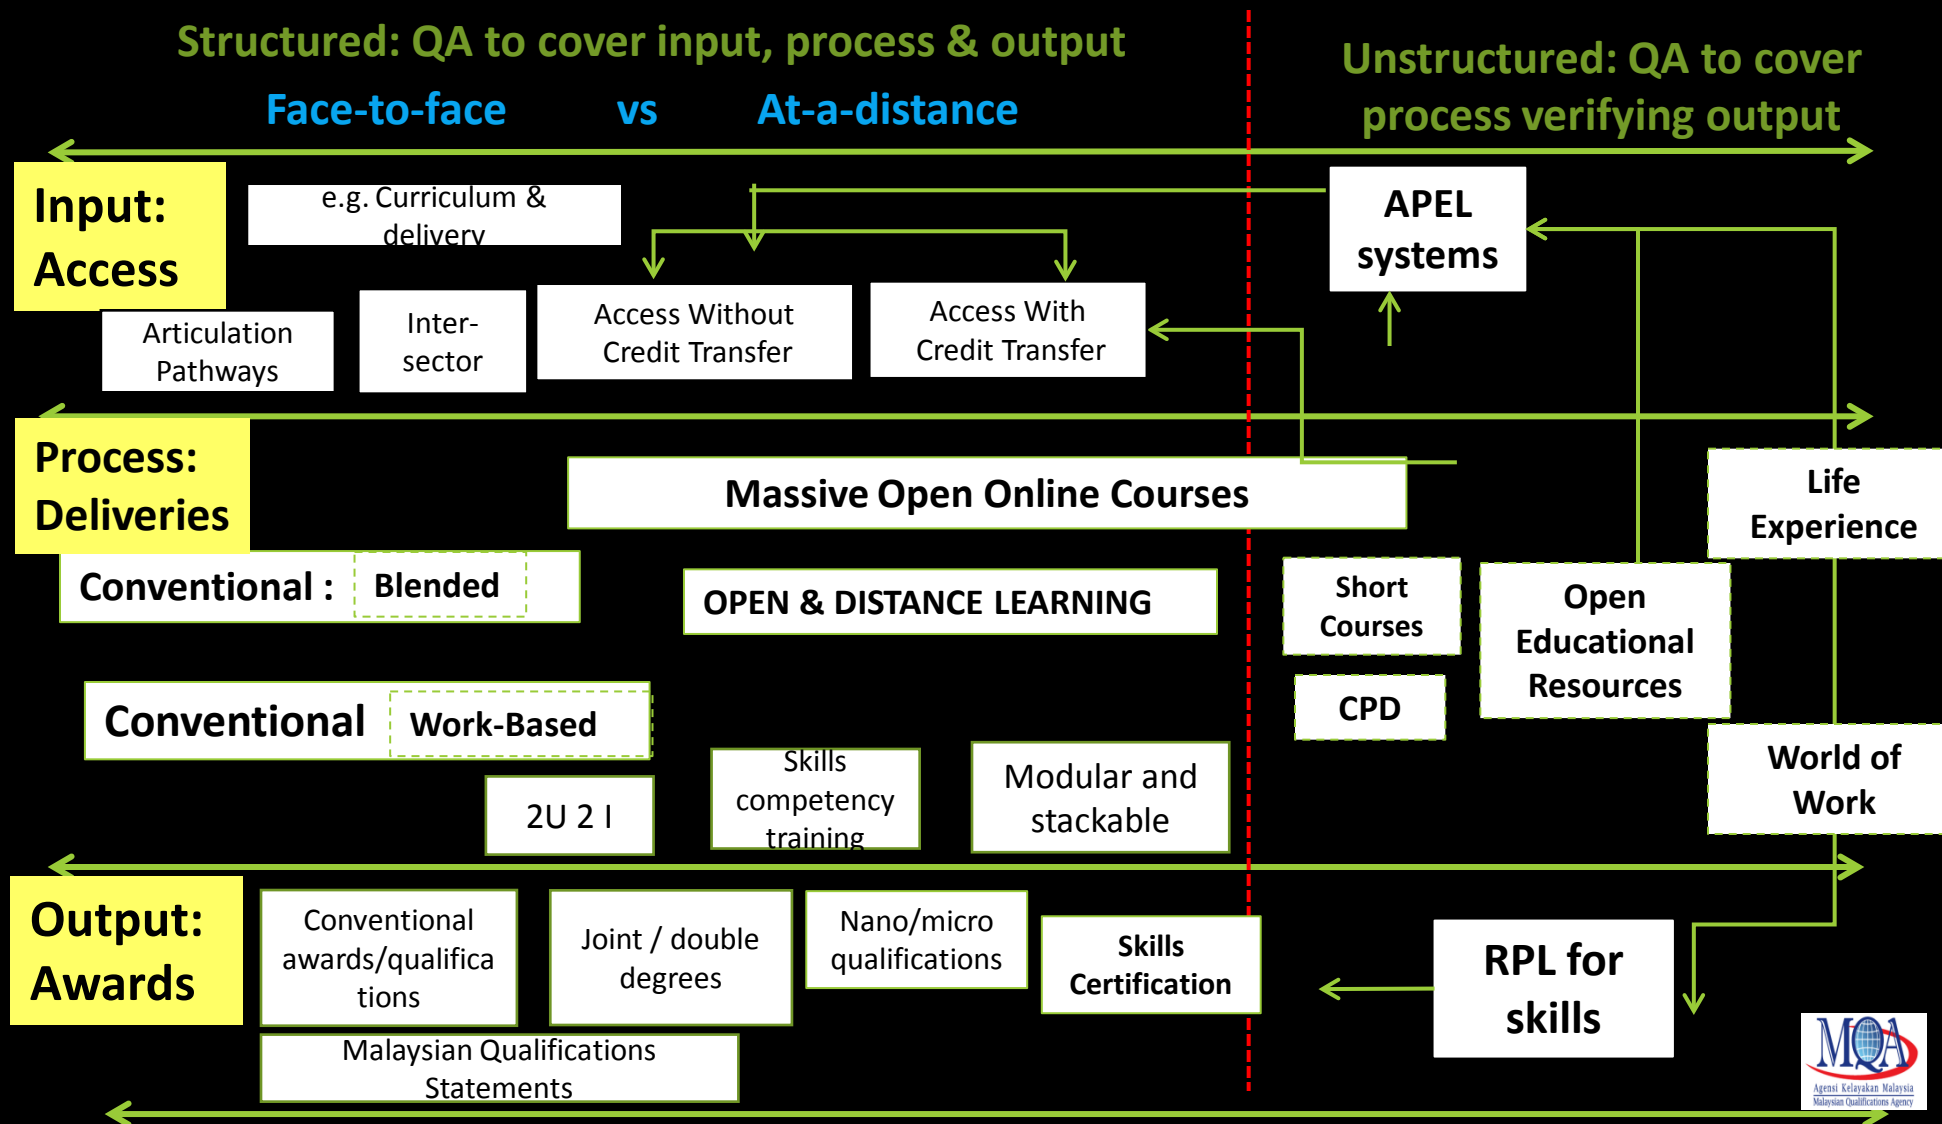 Structured: QA to cover input, process & output
Face-to-face vs At-a-distance
Unstructured: QA to cover
process verifying output
Input:
Access
e.g. Curriculum &
delivery
Articulation
Pathways
Inter-
sector
Access Without
Credit Transfer
Access With
Credit Transfer
APEL
systems
Process:
Deliveries
Massive Open Online Courses
Life
Experience
Conventional : Blended
OPEN & DISTANCE LEARNING
Short
Courses
Open
Educational
Resources
CPD
Conventional Work-Based
World of
Work
2U 2 I
Skills
competency
training
Modular and
stackable
Output:
Awards
Conventional
awards/qualifica
tions
Joint / double
degrees
Nano/micro
qualifications
Skills
Certification
RPL for
skills
Malaysian Qualifications
Statements
MQA
Agensi Kelayakan Malaysia
Malaysian Qualifications Agency